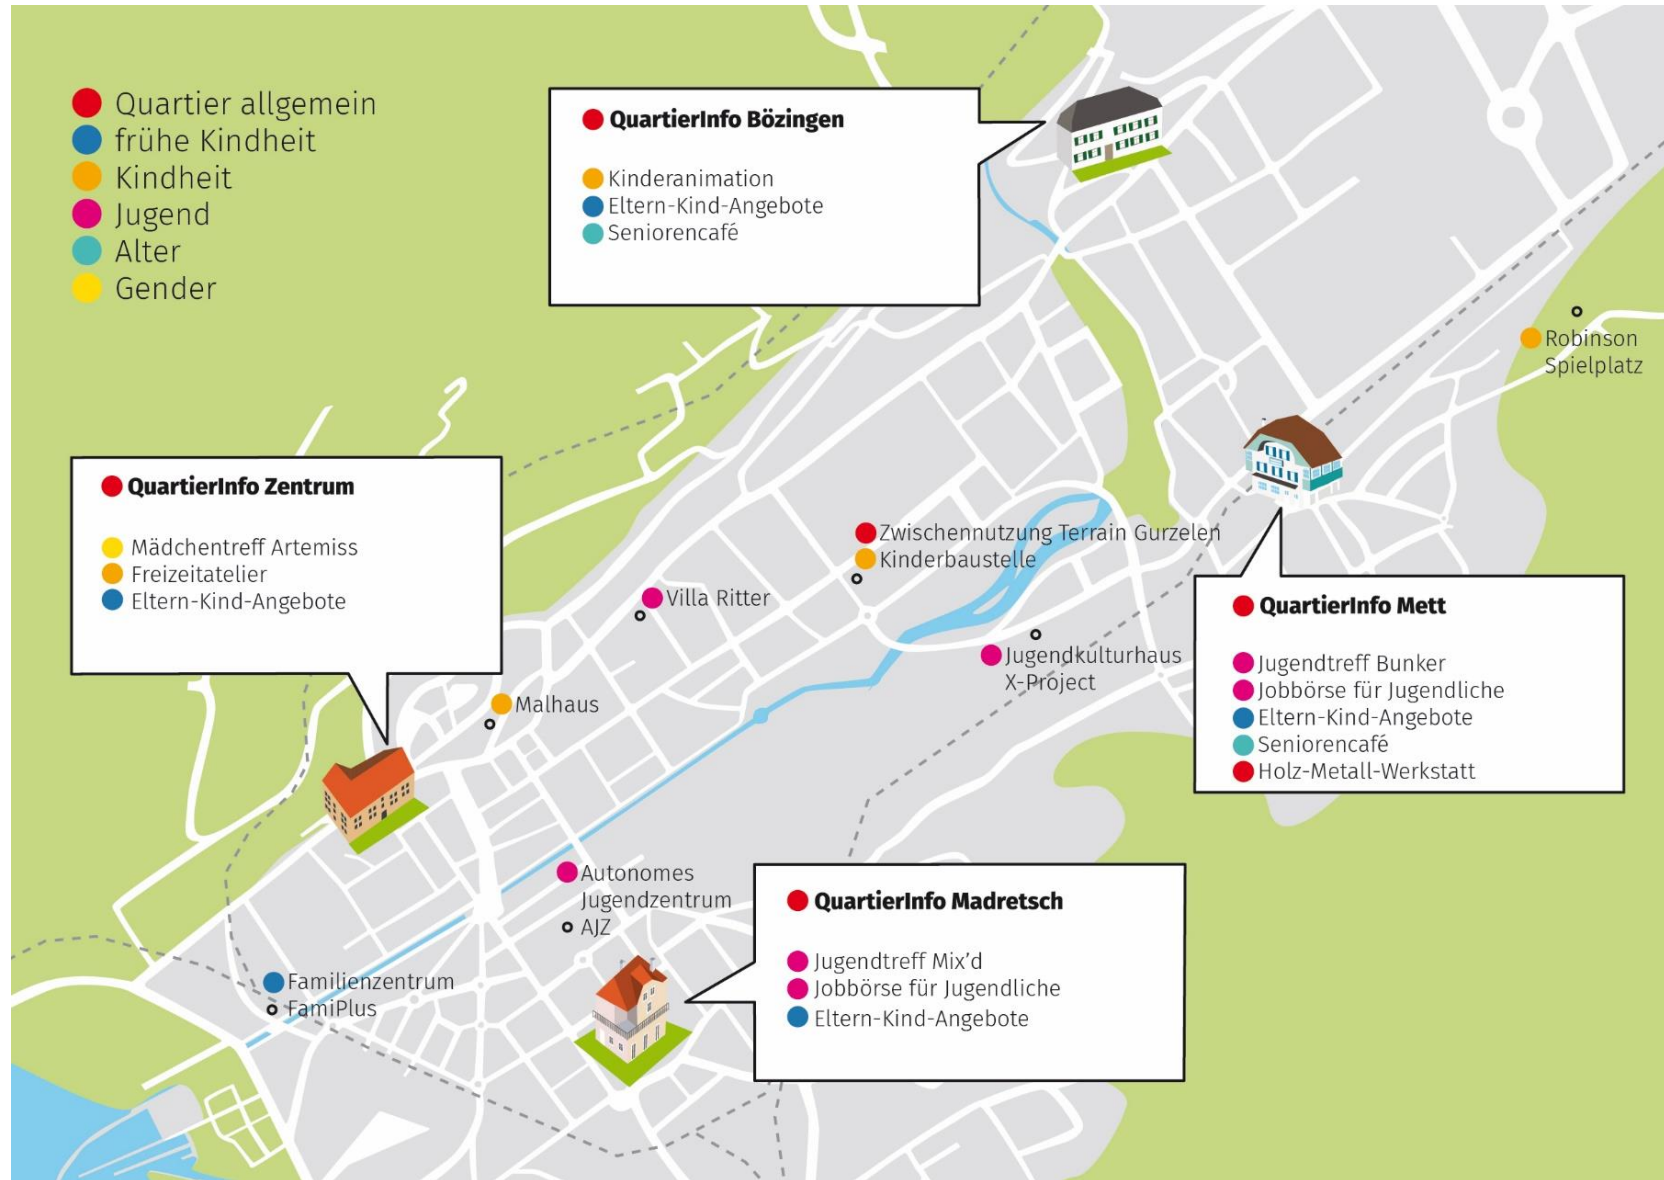 Quartier allgemein
frühe Kindheit
Kindheit
Jugend
Alter
Gender
QuartierInfo Bözingen
Kinderanimation
Eltern-Kind-Angebote
Seniorencafé
Robinson
Spielplatz
QuartierInfo Zentrum
Mädchentreff Artemiss
Freizeitatelier
Eltern-Kind-Angebote
Zwischennutzung Terrain Gurzelen
Kinderbaustelle
Villa Ritter
Jugendkulturhaus
X-Project
Malhaus
QuartierInfo Mett
Jugendtreff Bunker
Jobbörse für Jugendliche
Eltern-Kind-Angebote
Seniorencafé
Holz-Metall-Werkstatt
Autonomes
Jugendzentrum
AJZ
Familienzentrum
FamiPlus
QuartierInfo Madretsch
Jugendtreff Mix'd
Jobbörse für Jugendliche
Eltern-Kind-Angebote